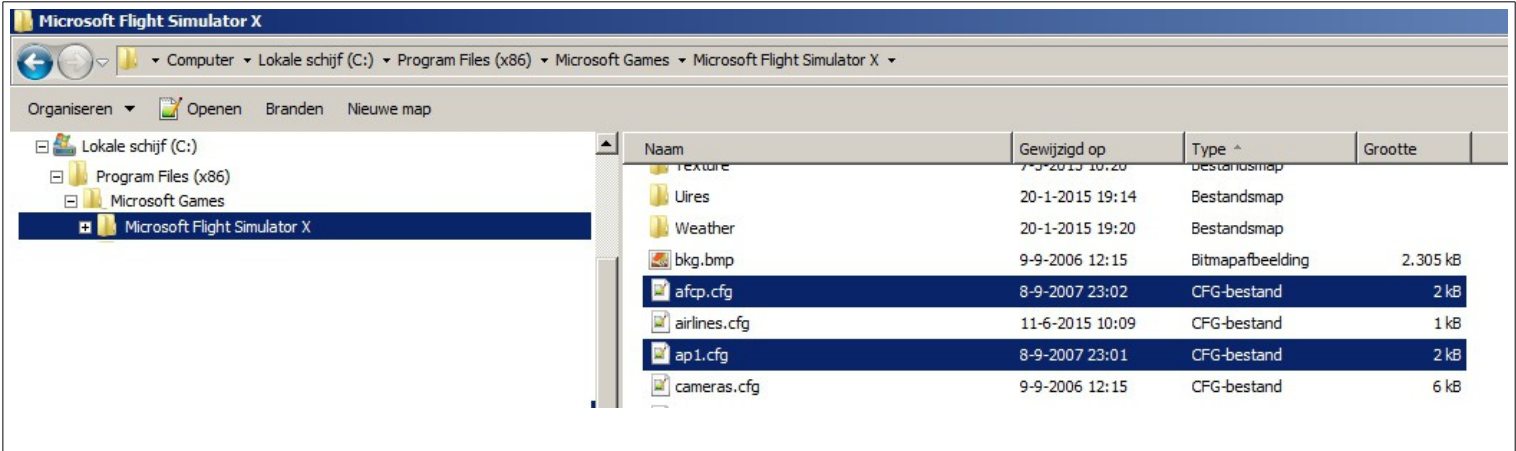 Microsoft Flight Simulator X
Computer Lokale schijf (C:) Program Files (x86) Microsoft Games Microsoft Flight Simulator X
Organiseren Openen Branden Nieuwe map
Lokale schijf (C:)
Program Files (x86)
Microsoft Games
Microsoft Flight Simulator X
Naam Gewijzigd op Type Grootte
Texture Bestandsmap
Uires 20-1-2015 19:14 Bestandsmap
Weather 20-1-2015 19:20 Bestandsmap
bkg.bmp 9-9-2006 12:15 Bitmapafbeelding 2.305 kB
afcp.cfg 8-9-2007 23:02 CFG-bestand 2 kB
airlines.cfg 11-6-2015 10:09 CFG-bestand 1 kB
ap1.cfg 8-9-2007 23:01 CFG-bestand 2 kB
cameras.cfg 9-9-2006 12:15 CFG-bestand 6 kB